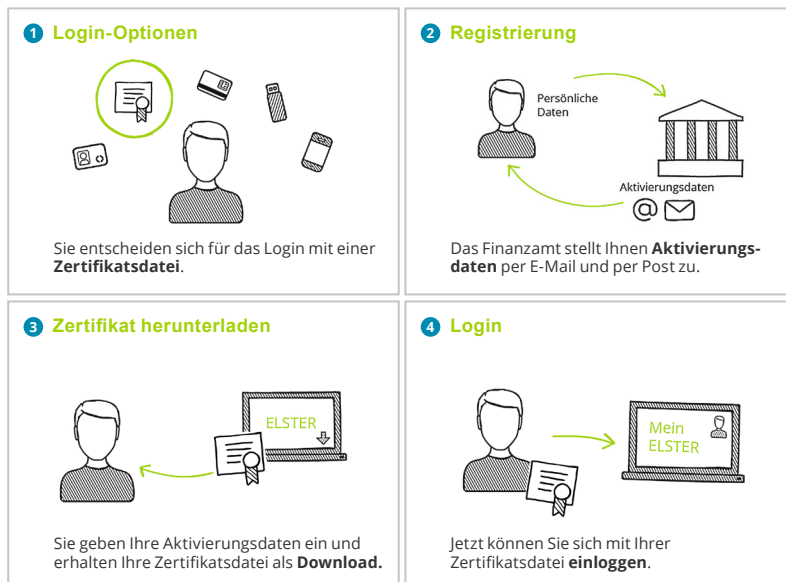 1 Login-Optionen
Sie entscheiden sich für das Login mit einer
Zertifikatsdatei.
2 Registrierung
Persönliche
Daten
Aktivierungsdaten
@
Das Finanzamt stellt Ihnen Aktivierungs-
daten per E-Mail und per Post zu.
3 Zertifikat herunterladen
ELSTER
Sie geben Ihre Aktivierungsdaten ein und
erhalten Ihre Zertifikatsdatei als Download.
4 Login
Mein
ELSTER
Jetzt können Sie sich mit Ihrer
Zertifikatsdatei einloggen.